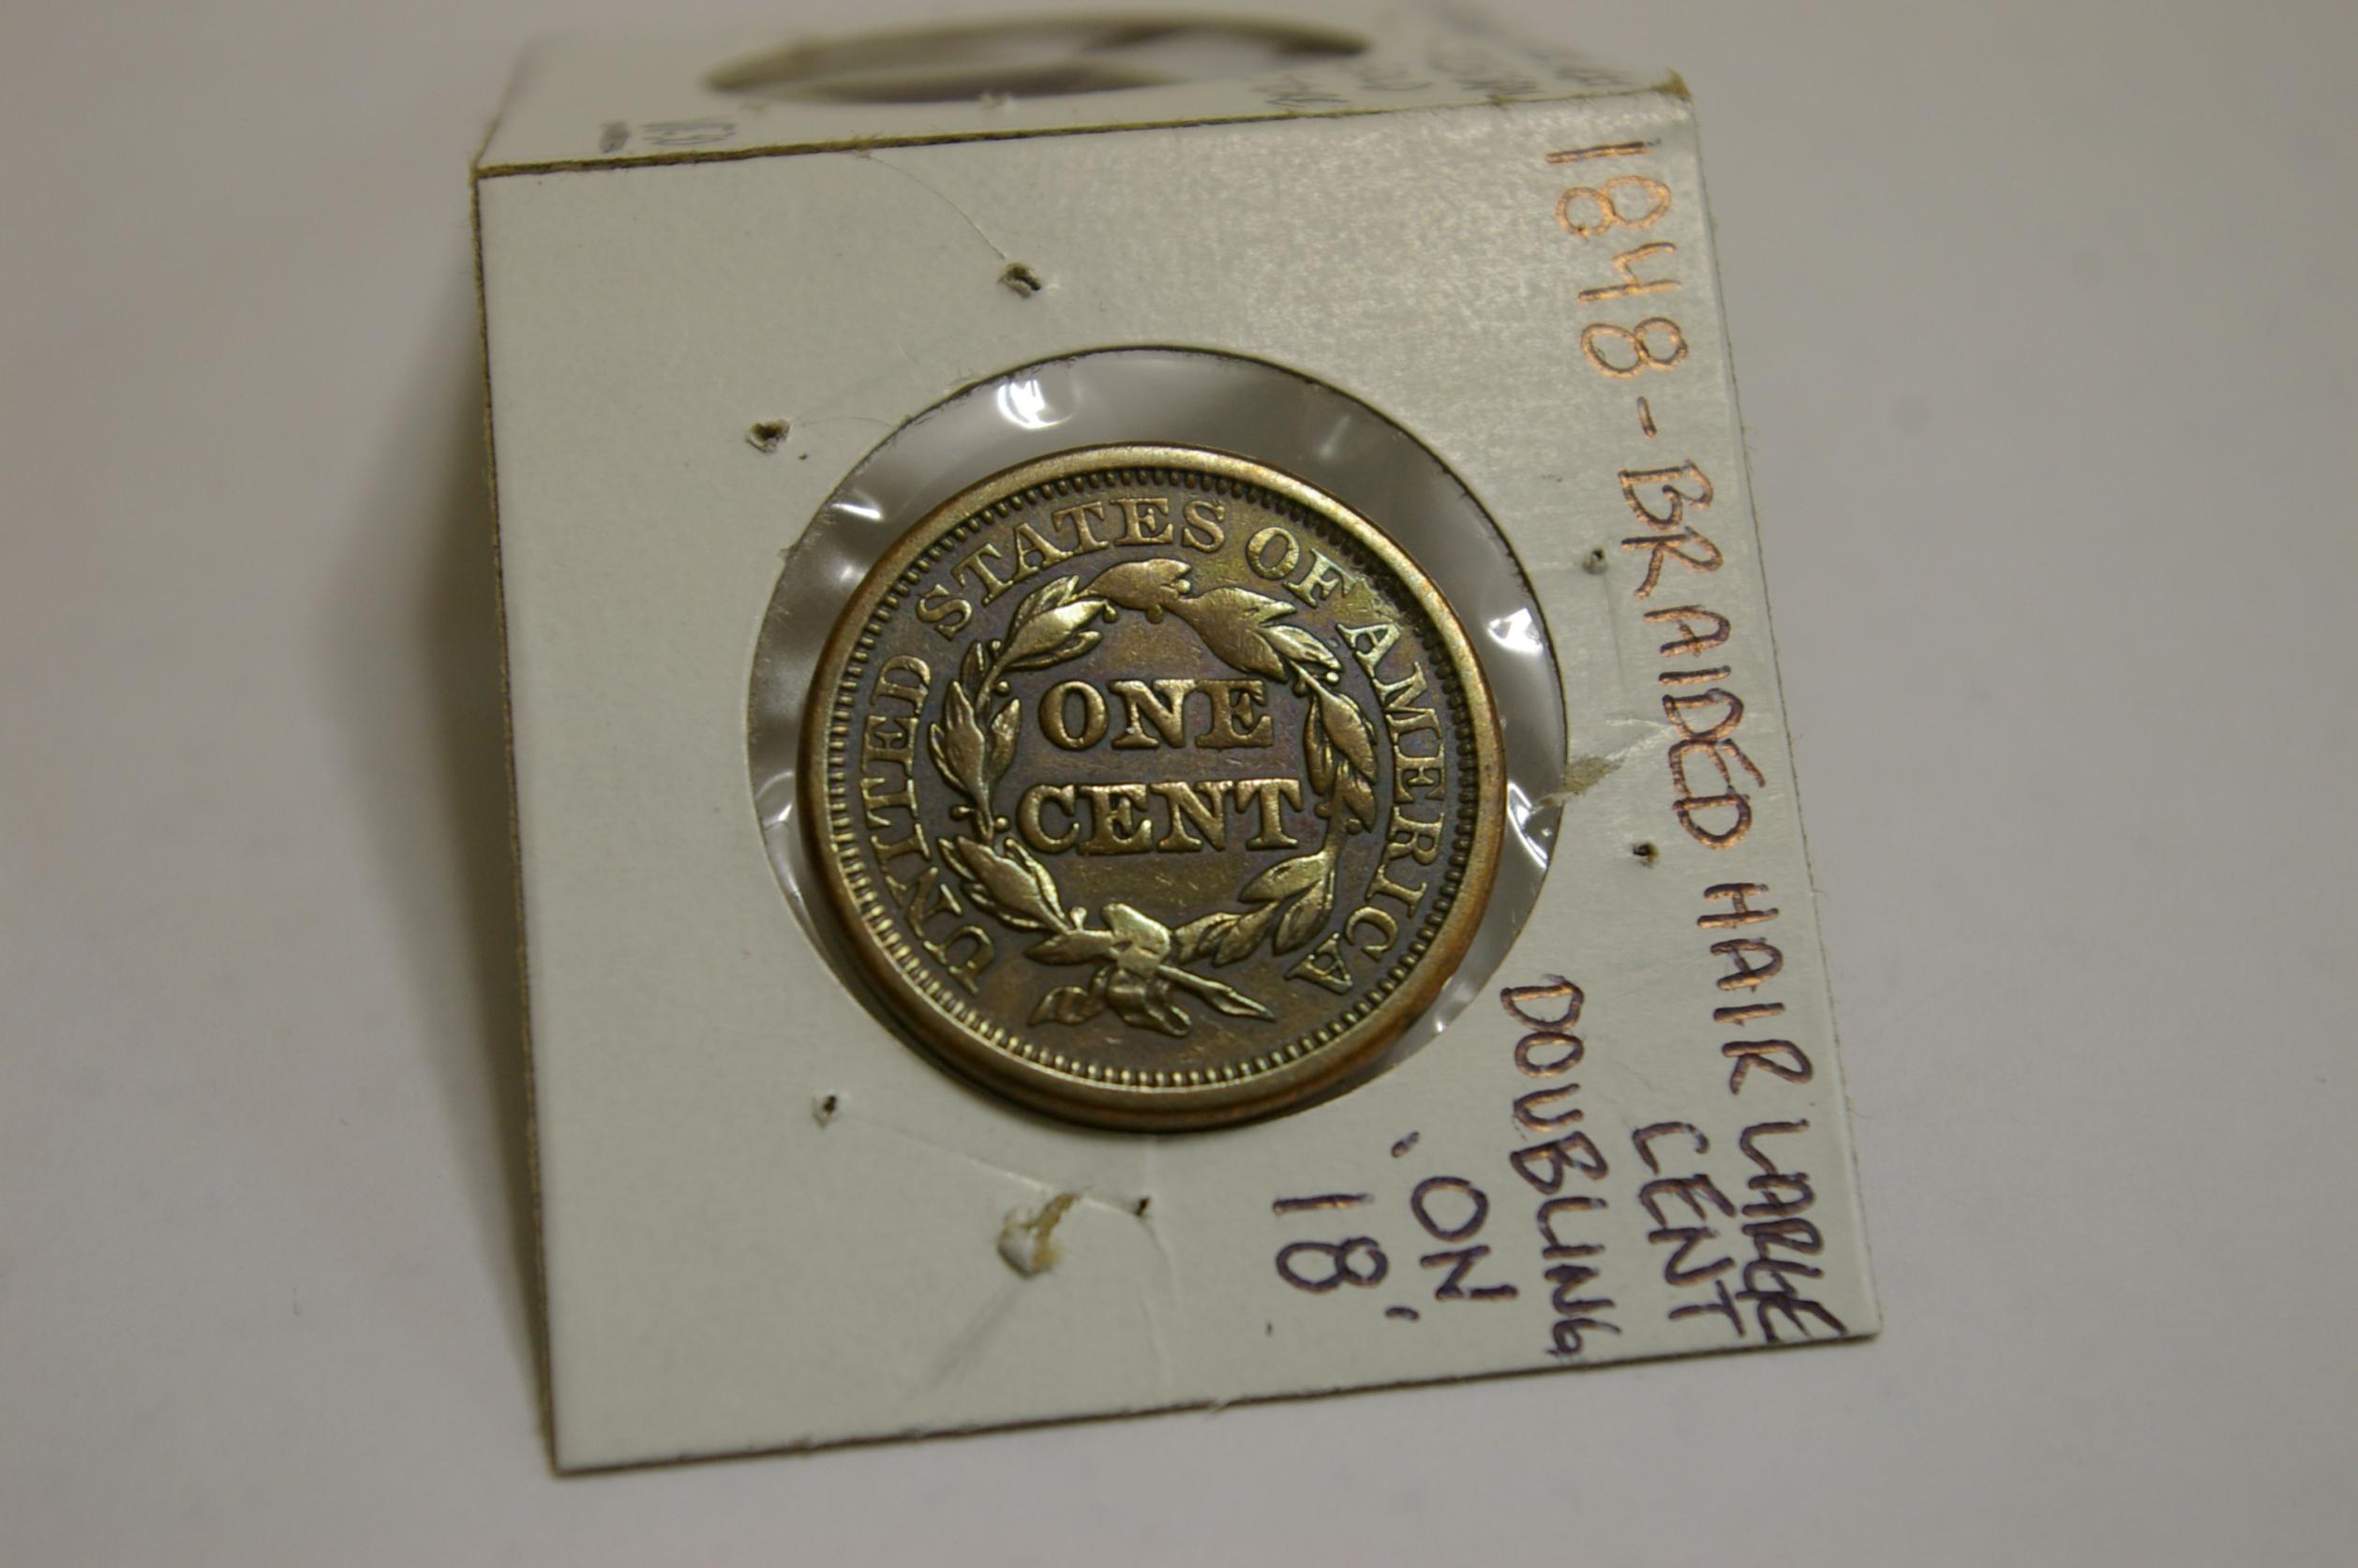 1848-BRAIDED HAIR LARGE
CENT
DOUBLING
'ON
18'
UNITED STATES OF AMERICA
ONE
CENT